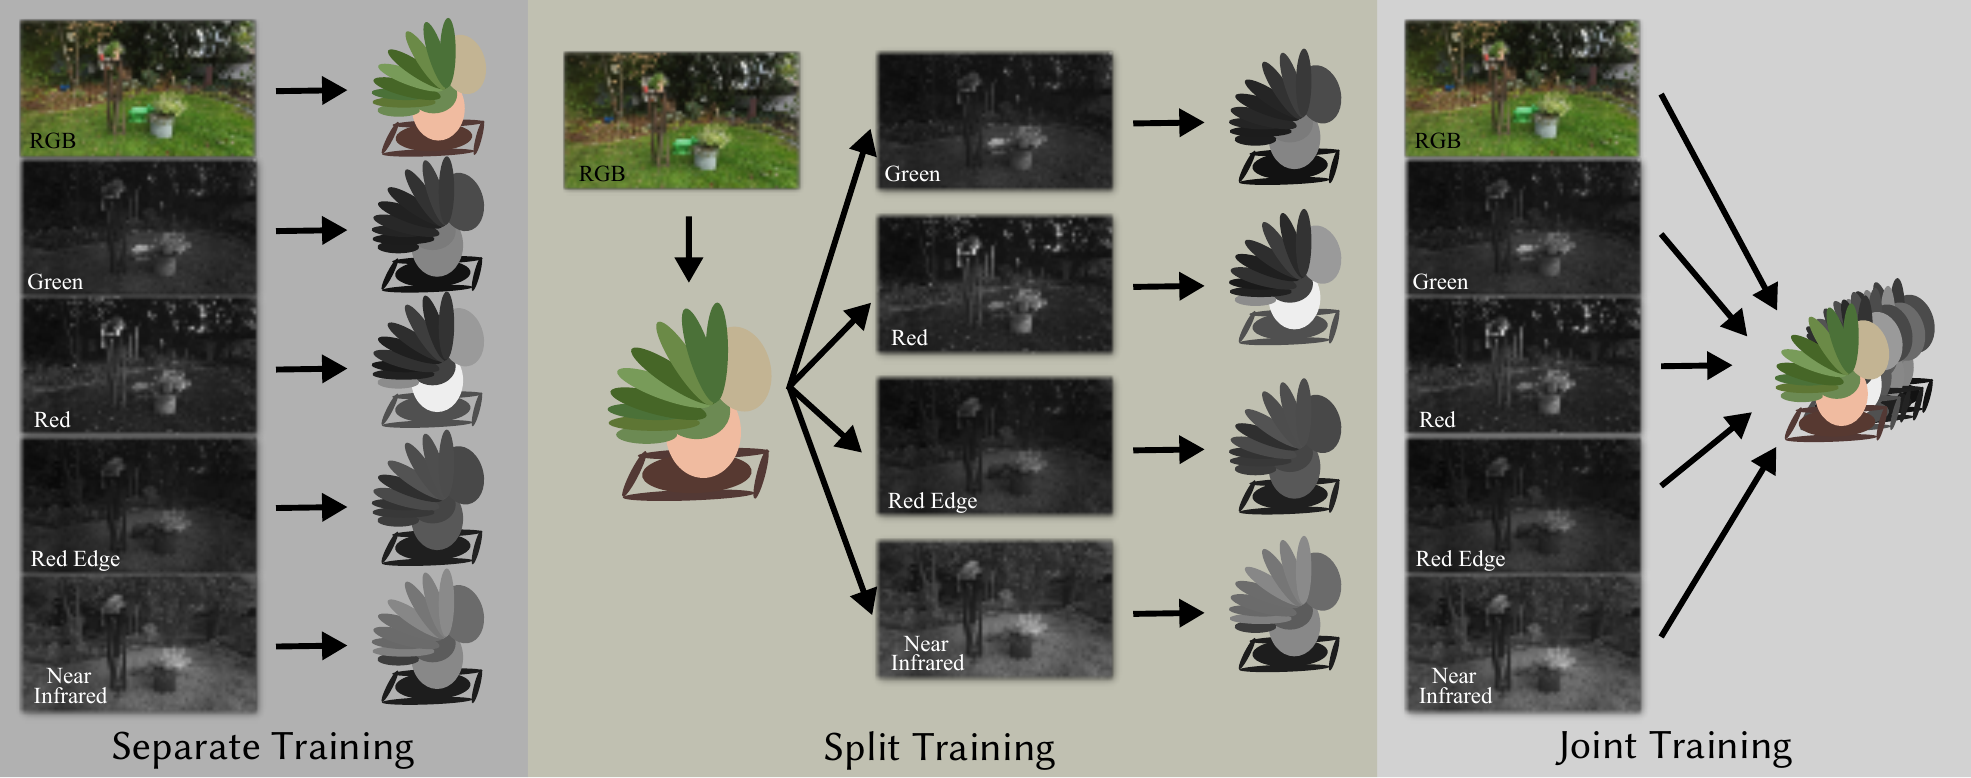 RGB
Green
Red
Red Edge
Near
Infrared
Separate Training
RGB
Green
Red
Red Edge
Near
Infrared
Split Training
RGB
Green
Red
Red Edge
Near
Infrared
Joint Training